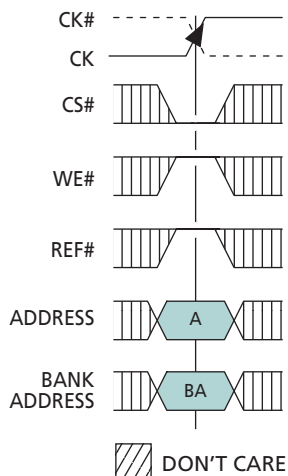 CK#
CK
CS#
WE#
REF#
ADDRESS
A
BANK
ADDRESS
BA
DON'T CARE